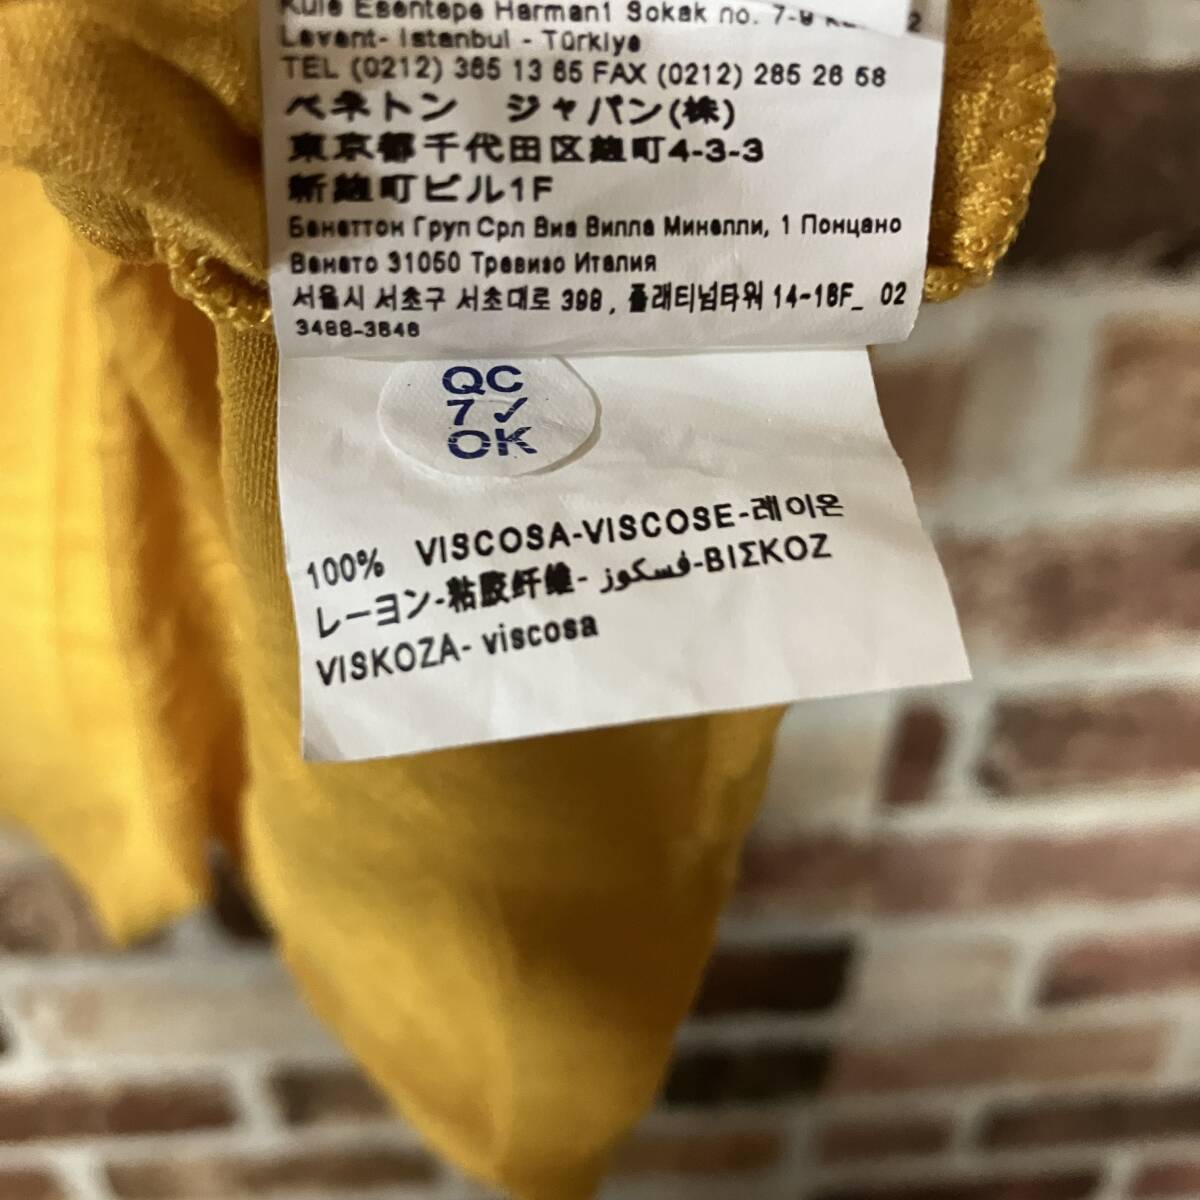 Kule Esentepe Harman1 Sokak no. 7-9
Levent- Istanbul - Türkiye
TEL (0212) 365 13 65 FAX (0212) 285 26 58
ベネトン　ジャパン(株)
東京都千代田区麹町4-3-3
新麹町ビル1F
Бенеттон Груп Срл Виа Вилла Минелли, 1 Понцано
Венето 31050 Тревизо Италия
서울시 서초구 서초대로 398, 플래티넘타워 14-16F_ 02
3488-3646
QC
7✓
OK
100% VISCOSA-VISCOSE-레이온
レーヨン-粘胶纤维- فسكوز-ΒΙΣΚΟΖ
VISKOZA- viscosa